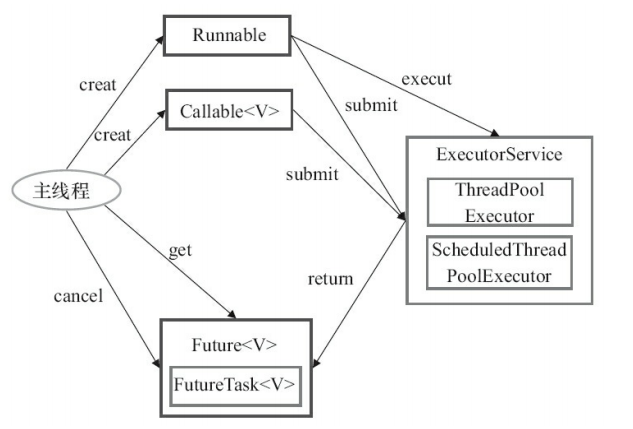 Runnable
execut
creat
submit
Callable<V>
creat
ExecutorService
submit
ThreadPool
Executor
主线程
ScheduledThread
PoolExecutor
get
return
cancel
Future<V>
FutureTask<V>